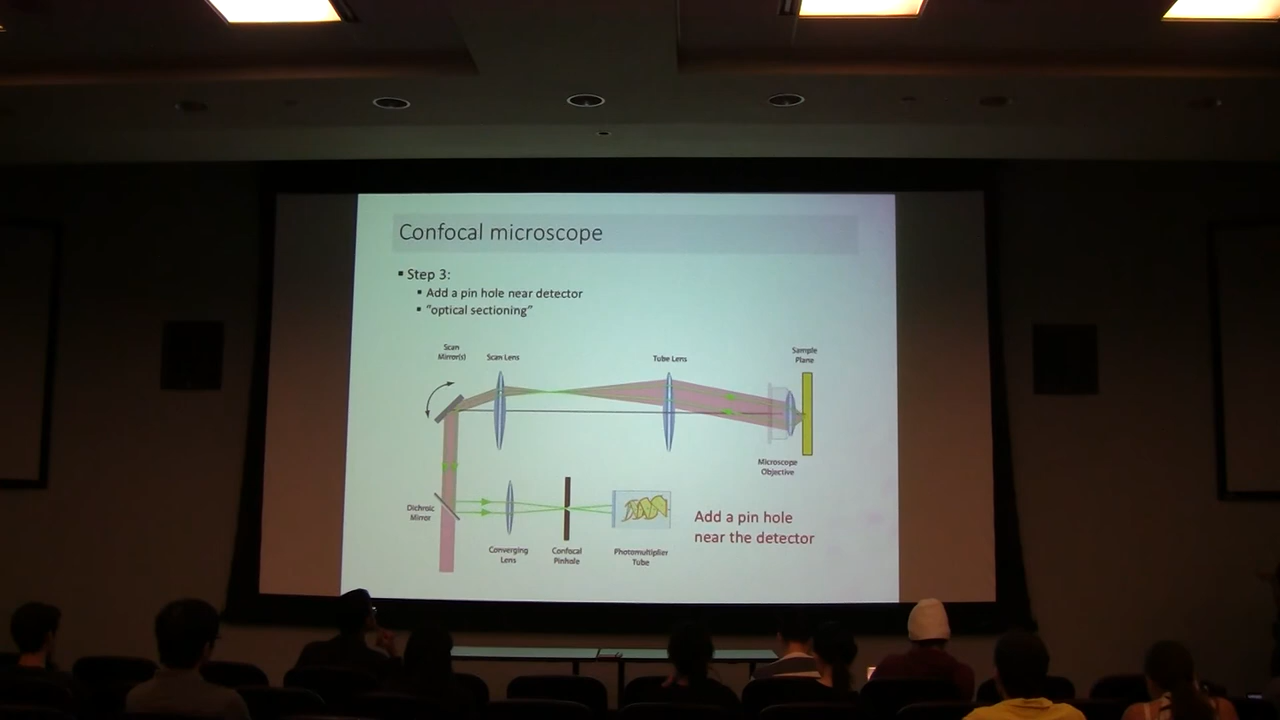 Confocal microscope
▪ Step 3:
▪ Add a pin hole near detector
▪ “optical sectioning”
Scan
Mirror(s)
Scan Lens
Tube Lens
Sample
Plane
Microscope
Objective
Dichroic
Mirror
Converging
Lens
Confocal
Pinhole
Photomultiplier
Tube
Add a pin hole
near the detector